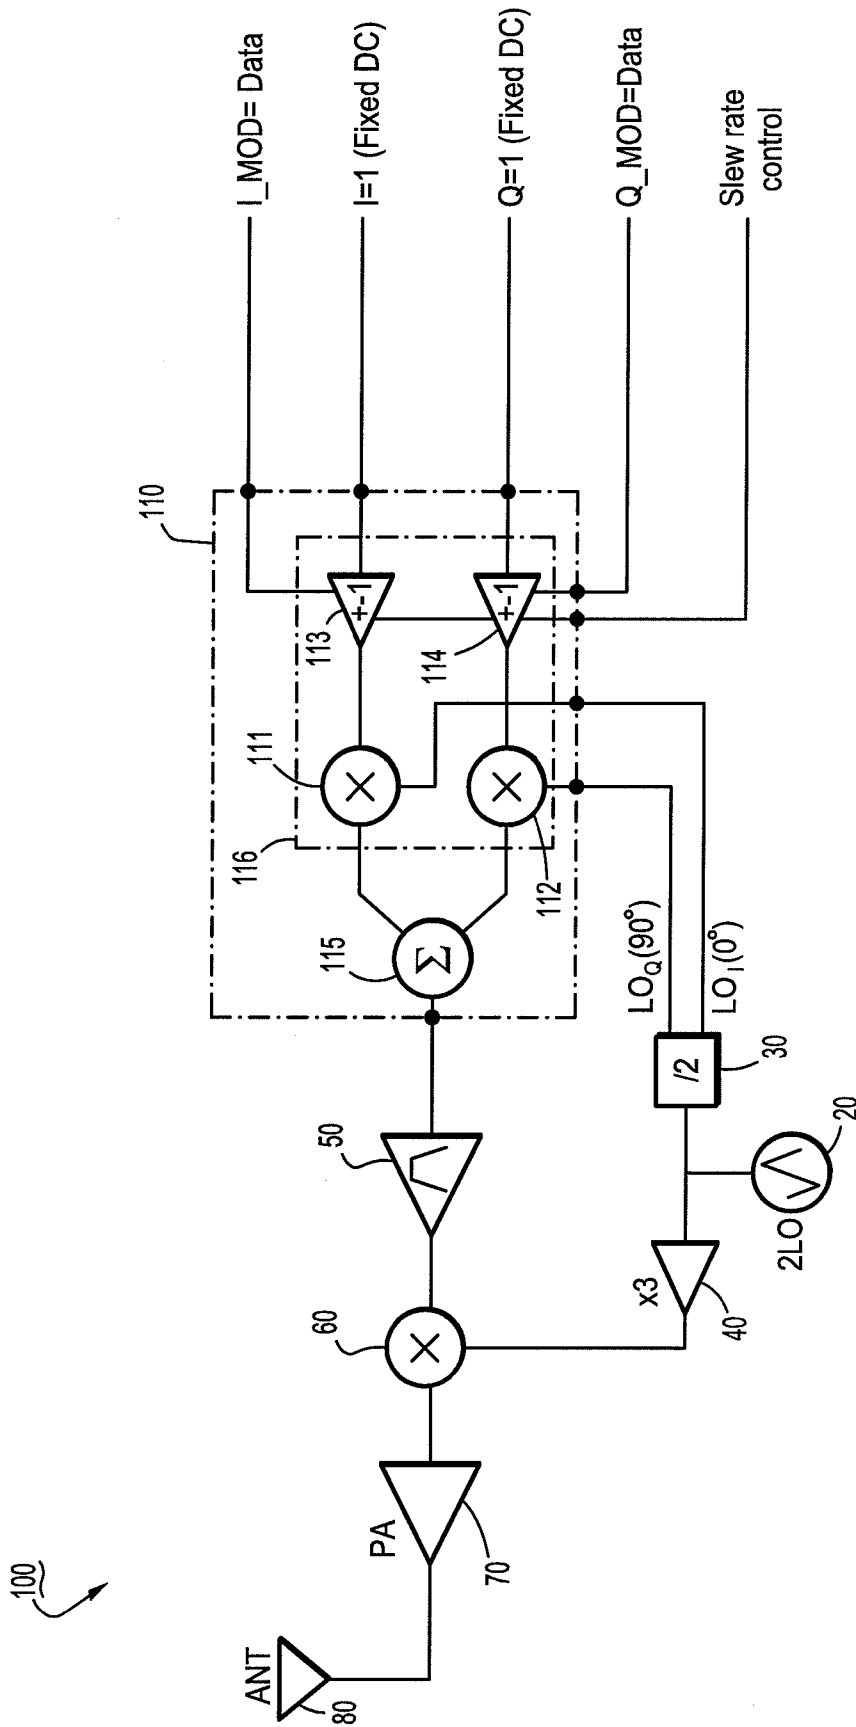 100
ANT
80
PA
70
60
50
x3
40
2LO
20
/2
30
LO_Q(90°)
LO_I(0°)
110
115
Σ
116
111
×
112
×
×
113
+-1
114
+-1
I_MOD= Data
I=1 (Fixed DC)
Q=1 (Fixed DC)
Q_MOD=Data
Slew rate
control